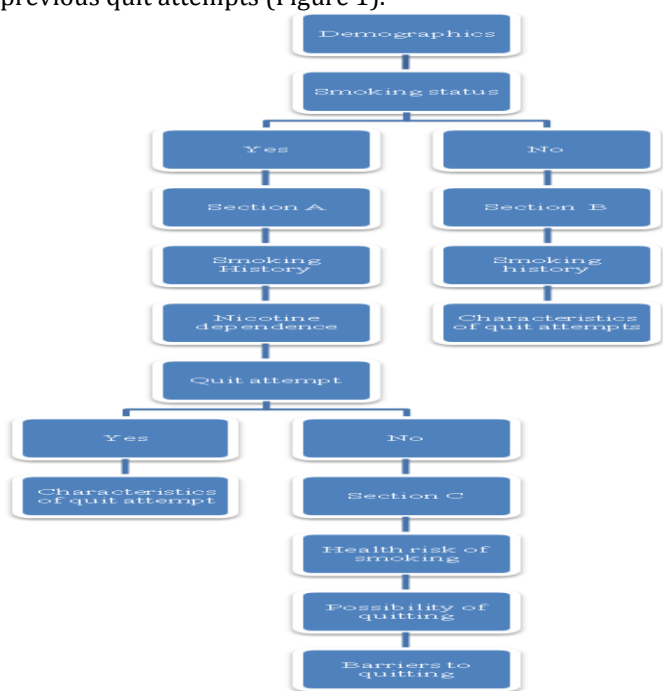 previous quit attempts (Figure 1).
Demographics
Smoking status
Yes
No
Section A
Section B
Smoking
History
Smoking
history
Nicotine
dependence
Characteristics
of quit attempts
Quit attempt
Yes
No
Characteristics
of quit attempt
Section C
Health risk of
smoking
Possibility of
quitting
Barriers to
quitting